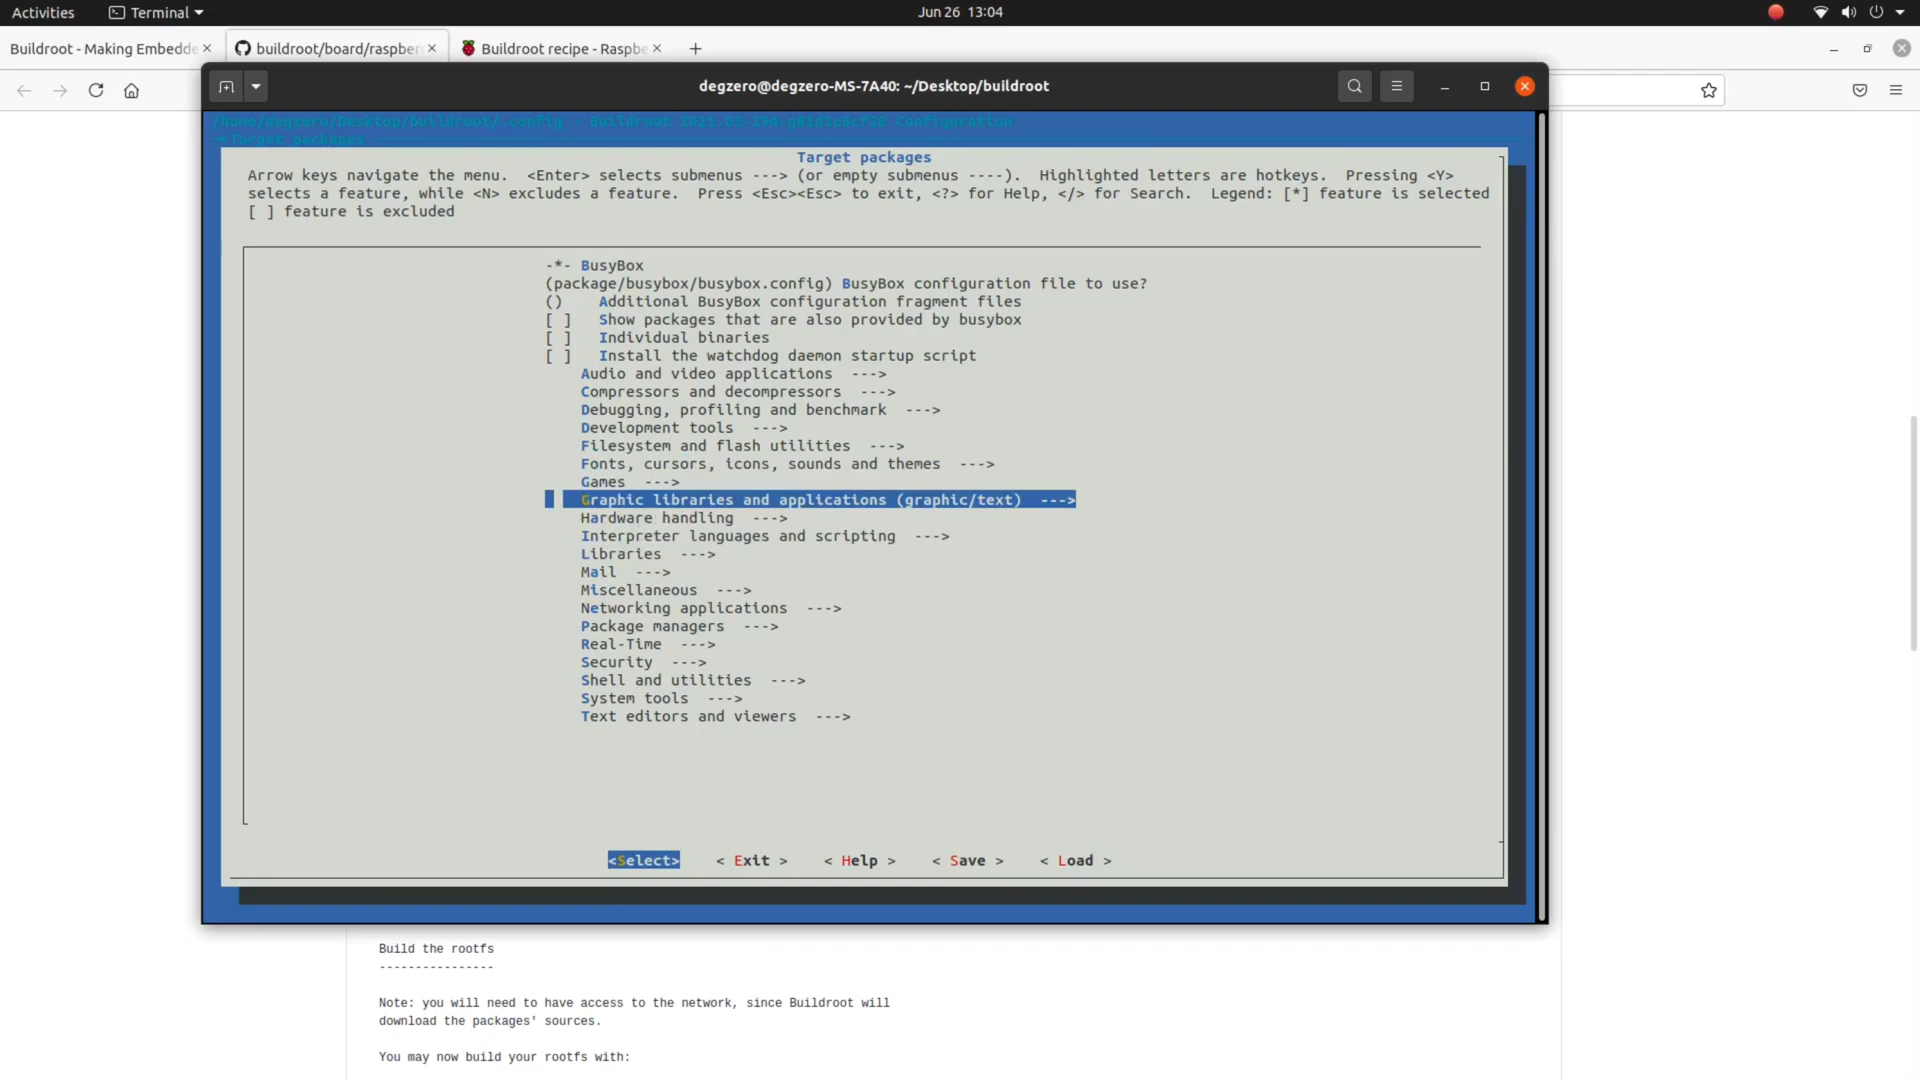 Activities
Terminal
Jun 26 13:04
Buildroot - Making Embedde
buildroot/board/raspber
Buildroot recipe - Raspbe
degzero@degzero-MS-7A40: ~/Desktop/buildroot
Target packages
Target packages
Arrow keys navigate the menu. <Enter> selects submenus ---> (or empty submenus ----). Highlighted letters are hotkeys. Pressing <Y>
selects a feature, while <N> excludes a feature. Press <Esc><Esc> to exit, <?> for Help, </> for Search. Legend: [*] feature is selected
[ ] feature is excluded
-*- BusyBox
(package/busybox/busybox.config) BusyBox configuration file to use?
() Additional BusyBox configuration fragment files
[ ] Show packages that are also provided by busybox
[ ] Individual binaries
[ ] Install the watchdog daemon startup script
Audio and video applications --->
Compressors and decompressors --->
Debugging, profiling and benchmark --->
Development tools --->
Filesystem and flash utilities --->
Fonts, cursors, icons, sounds and themes --->
Games --->
Graphic libraries and applications (graphic/text) --->
Hardware handling --->
Interpreter languages and scripting --->
Libraries --->
Mail --->
Miscellaneous --->
Networking applications --->
Package managers --->
Real-Time --->
Security --->
Shell and utilities --->
System tools --->
Text editors and viewers --->
<Select> < Exit > < Help > < Save > < Load >
Build the rootfs
----------------
Note: you will need to have access to the network, since Buildroot will
download the packages' sources.
You may now build your rootfs with: